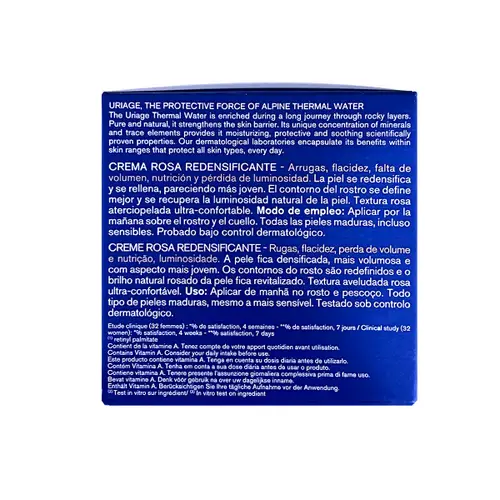 URIAGE, THE PROTECTIVE FORCE OF ALPINE THERMAL WATER
The Uriage Thermal Water is enriched during a long journey through rocky layers.
Pure and natural, it strengthens the skin barrier. Its unique concentration of minerals
and trace elements provides it moisturizing, protective and soothing scientifically
proven properties. Our dermatological laboratories encapsulate its benefits within
skin ranges that protect all skin types, every day.
CREMA ROSA REDENSIFICANTE - Arrugas, flacidez, falta de
volumen, nutrición y pérdida de luminosidad. La piel se redensifica
y se rellena, pareciendo más joven. El contorno del rostro se define
mejor y se recupera la luminosidad natural de la piel. Textura rosa
aterciopelada ultra-confortable. Modo de empleo: Aplicar por la
mañana sobre el rostro y el cuello. Todas las pieles maduras, incluso
sensibles. Probado bajo control dermatológico.
CREME ROSA REDENSIFICANTE - Rugas, flacidez, perda de volume
e nutrição, luminosidade. A pele fica densificada, mais volumosa e
com aspecto mais jovem. Os contornos do rosto são redefinidos e o
brilho natural rosado da pele fica revitalizado. Textura aveludada rosa
ultra-confortável. Uso: Aplicar de manhã no rosto e pescoço. Todo
tipo de pieles maduras, mesmo a mais sensível. Testado sob controlo
dermatológico.
Etude clinique (32 femmes) : *% de satisfaction, 4 semaines - **% de satisfaction, 7 jours / Clinical study (32
women): *% satisfaction, 4 weeks - **% satisfaction, 7 days
(1) retinyl palmitate
Contient de la vitamine A. Tenez compte de votre apport quotidien avant utilisation.
Contains Vitamin A. Consider your daily intake before use.
Este producto contiene vitamina A. Tenga en cuenta su dosis diaria antes de utilizarlo.
Contém Vitamina A. Tenha em conta a sua dose diária antes de usar o produto.
Contiene vitamina A. Tenere presente l'assunzione giornaliera complessiva prima di farne uso.
Bevat vitamine A. Denk vóór gebruik na over uw dagelijkse inname.
Enthält Vitamin A. Berücksichtigen Sie Ihre tägliche Aufnahme vor der Anwendung.
(2) Test in vitro sur ingrédient/ (2) In vitro test on ingredient